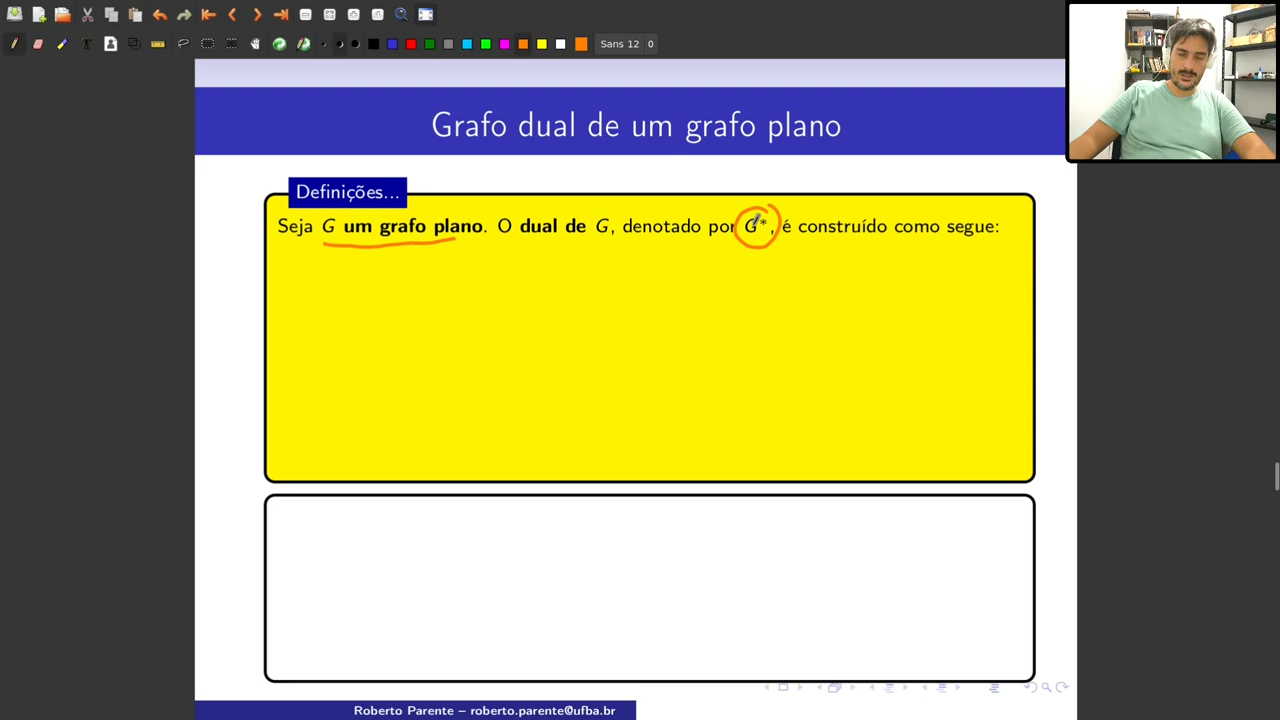 Sans 12 0
Grafo dual de um grafo plano
Definições...
Seja G um grafo plano. O dual de G, denotado por G*, é construído como segue:
Roberto Parente – roberto.parente@ufba.br